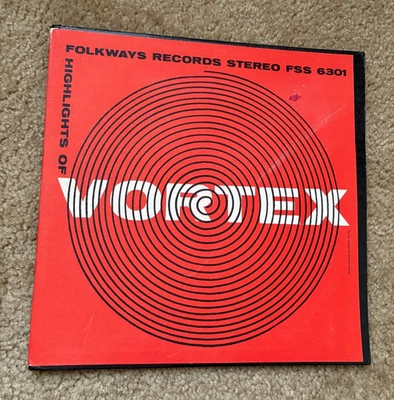 FOLKWAYS RECORDS STEREO FSS 6301
HIGHLIGHTS OF
VORTEX